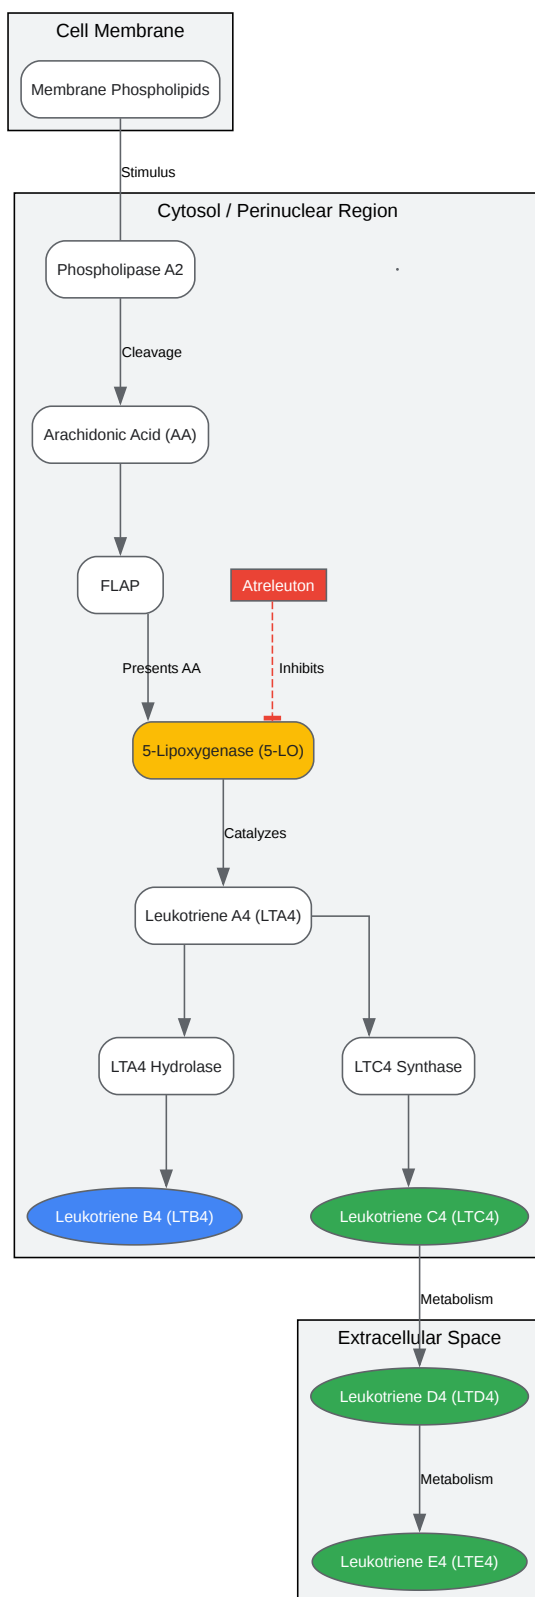 Cell Membrane
Membrane Phospholipids
Stimulus
Cytosol / Perinuclear Region
Phospholipase A2
Cleavage
Arachidonic Acid (AA)
FLAP
Atreleuton
Presents AA
Inhibits
5-Lipoxygenase (5-LO)
Catalyzes
Leukotriene A4 (LTA4)
LTA4 Hydrolase
LTC4 Synthase
Leukotriene B4 (LTB4)
Leukotriene C4 (LTC4)
Metabolism
Extracellular Space
Leukotriene D4 (LTD4)
Metabolism
Leukotriene E4 (LTE4)